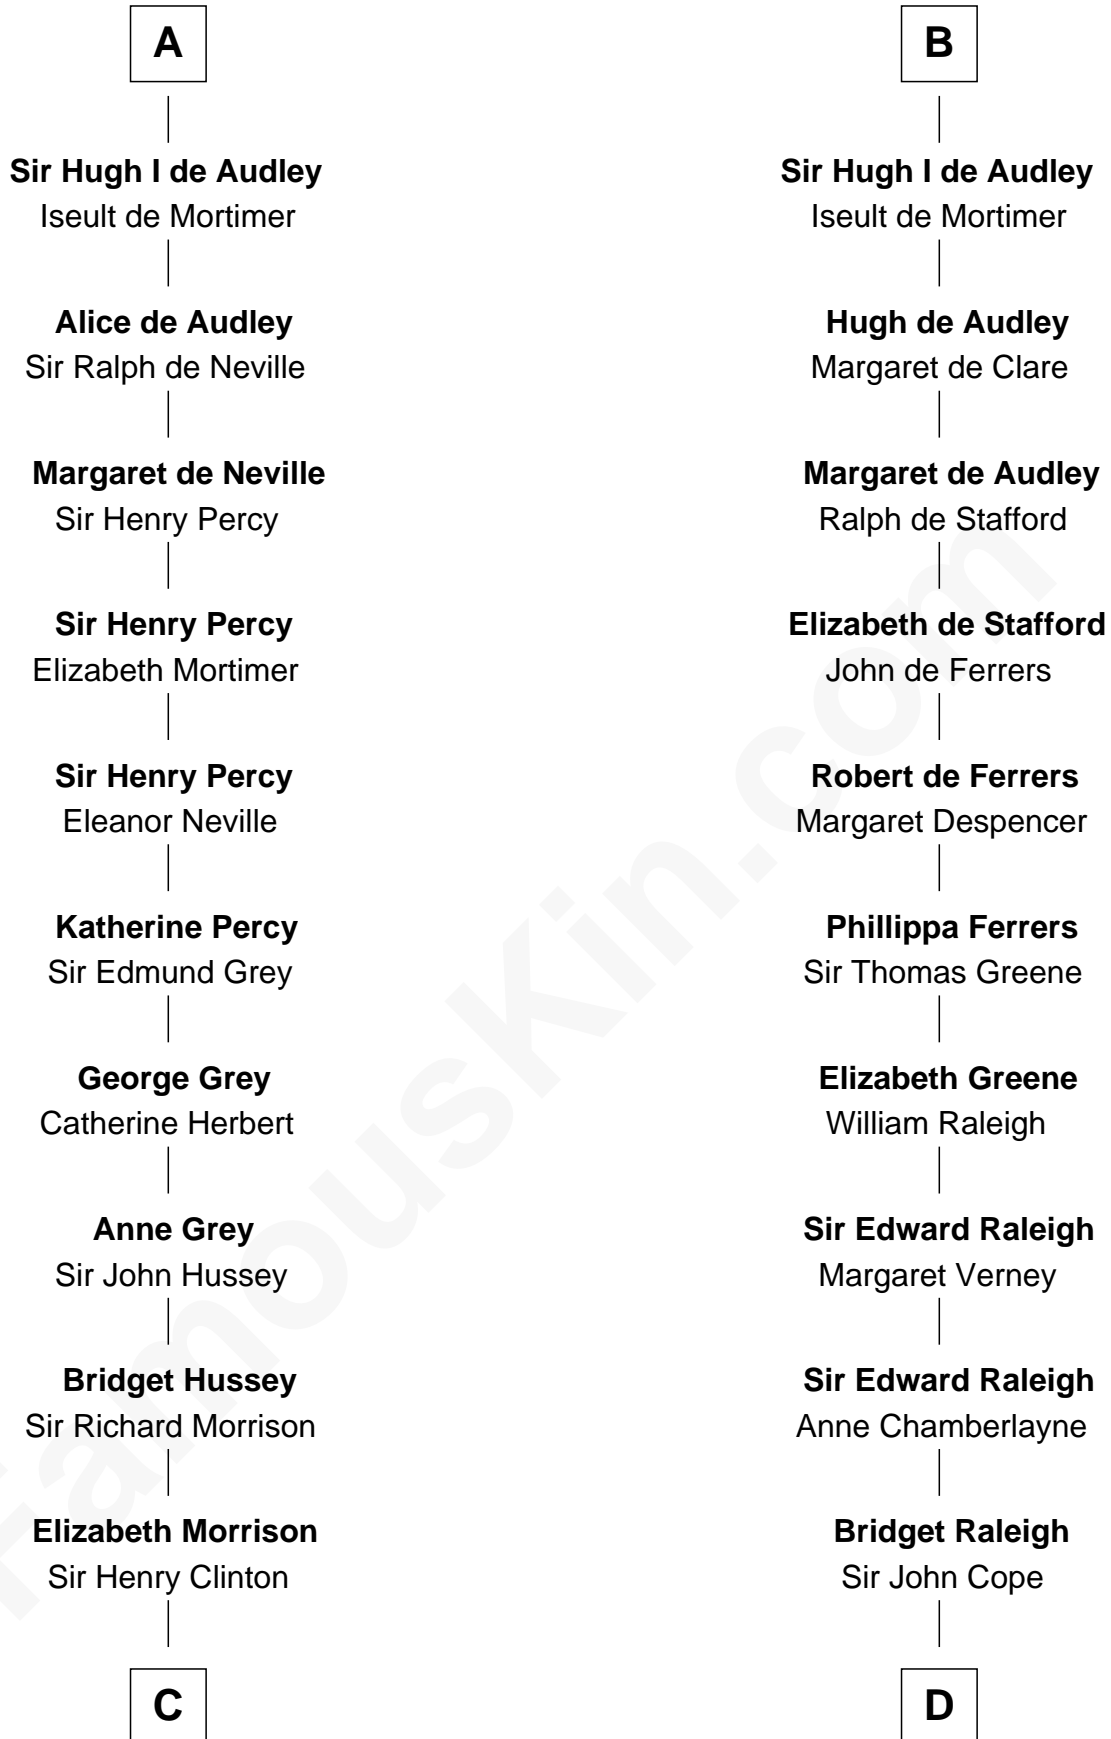 A
Sir Hugh I de Audley
Iseult de Mortimer
Alice de Audley
Sir Ralph de Neville
Margaret de Neville
Sir Henry Percy
Sir Henry Percy
Elizabeth Mortimer
Sir Henry Percy
Eleanor Neville
Katherine Percy
Sir Edmund Grey
George Grey
Catherine Herbert
Anne Grey
Sir John Hussey
Bridget Hussey
Sir Richard Morrison
Elizabeth Morrison
Sir Henry Clinton
C
B
Sir Hugh I de Audley
Iseult de Mortimer
Hugh de Audley
Margaret de Clare
Margaret de Audley
Ralph de Stafford
Elizabeth de Stafford
John de Ferrers
Robert de Ferrers
Margaret Despencer
Phillippa Ferrers
Sir Thomas Greene
Elizabeth Greene
William Raleigh
Sir Edward Raleigh
Margaret Verney
Sir Edward Raleigh
Anne Chamberlayne
Bridget Raleigh
Sir John Cope
D
FamousKin.com